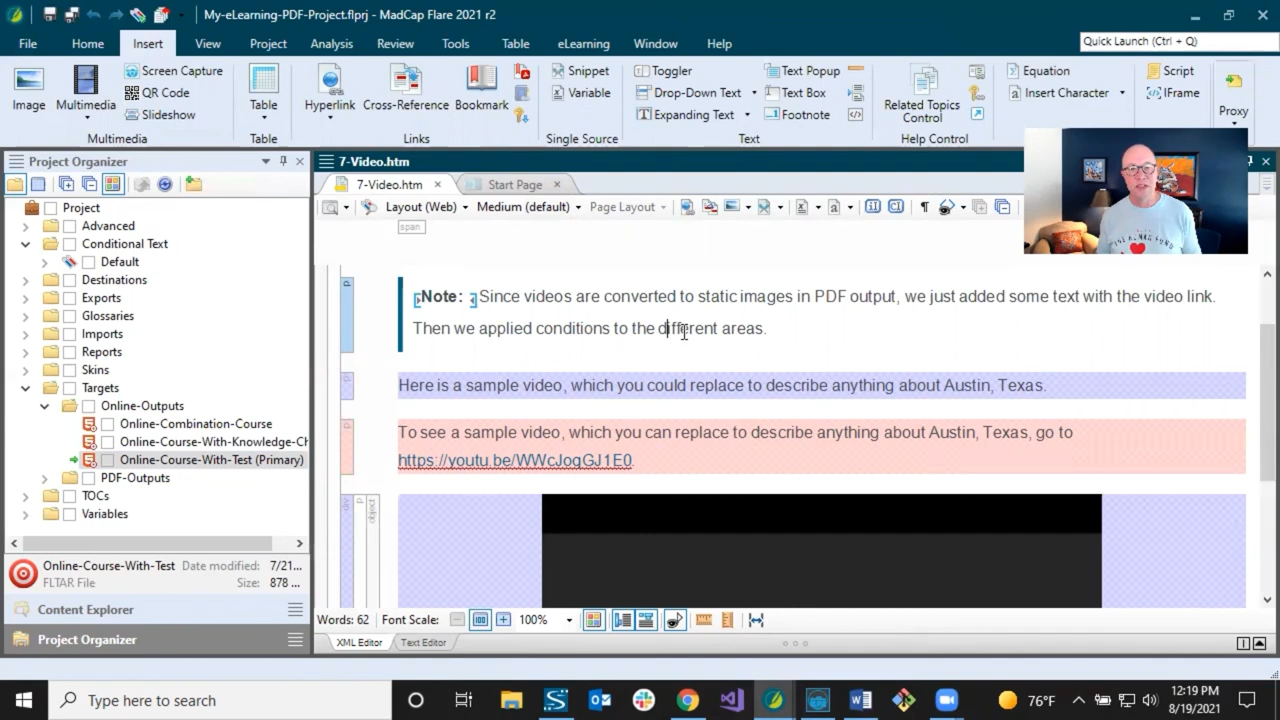 My-eLearning-PDF-Project.flprj - MadCap Flare 2021 r2
File Home Insert View Project Analysis Review Tools Table eLearning Window Help
Quick Launch (Ctrl + Q)
Image
Multimedia
Screen Capture
QR Code
Slideshow
Multimedia
Table
Table
Hyperlink
Cross-Reference
Bookmark
Links
Snippet
Variable
Single Source
Toggler
Drop-Down Text
Expanding Text
Text Popup
Text Box
Footnote
Text
Related Topics
Control
Help Control
Equation
Insert Character
Script
IFrame
Proxy
Project Organizer
Project
Advanced
Conditional Text
Default
Destinations
Exports
Glossaries
Imports
Reports
Skins
Targets
Online-Outputs
Online-Combination-Course
Online-Course-With-Knowledge-Ch
Online-Course-With-Test (Primary)
PDF-Outputs
TOCs
Variables
Online-Course-With-Test Date modified: 7/21...
FLTAR File Size: 878 ...
Content Explorer
Project Organizer
7-Video.htm
7-Video.htm Start Page
Layout (Web) Medium (default) Page Layout
span
p
Note: Since videos are converted to static images in PDF output, we just added some text with the video link.
Then we applied conditions to the different areas.
p
Here is a sample video, which you could replace to describe anything about Austin, Texas.
p
To see a sample video, which you can replace to describe anything about Austin, Texas, go to
https://youtu.be/WWcJoqGJ1E0.
div
p
object
Words: 62 Font Scale: 100%
XML Editor Text Editor
Type here to search
76°F
12:19 PM
8/19/2021